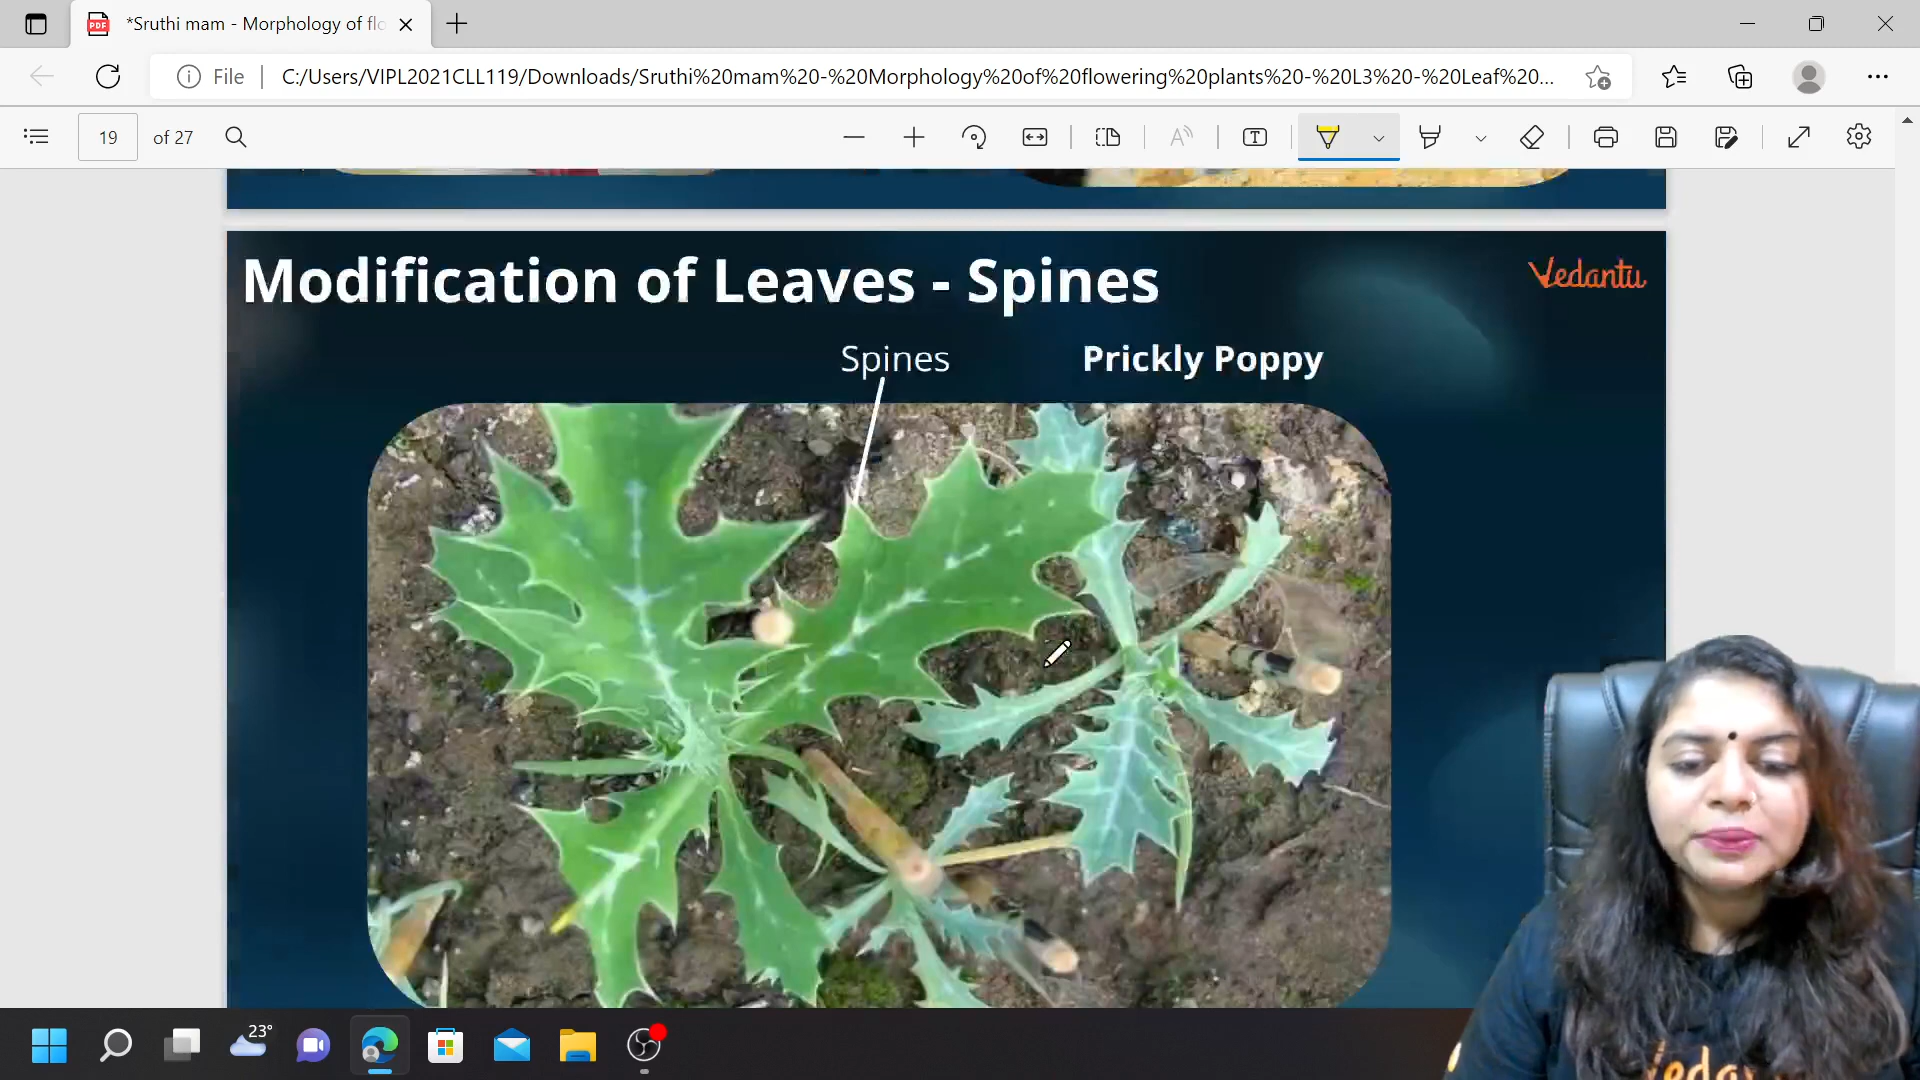 *Sruthi mam - Morphology of flo
File
C:/Users/VIPL2021CLL119/Downloads/Sruthi%20mam%20-%20Morphology%20of%20flowering%20plants%20-%20L3%20-%20Leaf%20...
19 of 27
Modification of Leaves - Spines
Vedantu
Spines
Prickly Poppy
23°